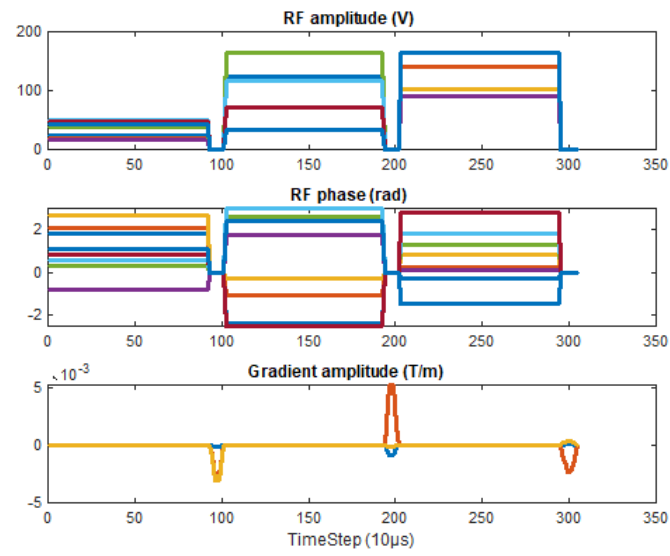 RF amplitude (V)
200
100
0
0 50 100 150 200 250 300 350
RF phase (rad)
2
0
-2
0 50 100 150 200 250 300 350
10⁻³ Gradient amplitude (T/m)
5
0
-5
0 50 100 150 200 250 300 350
TimeStep (10µs)